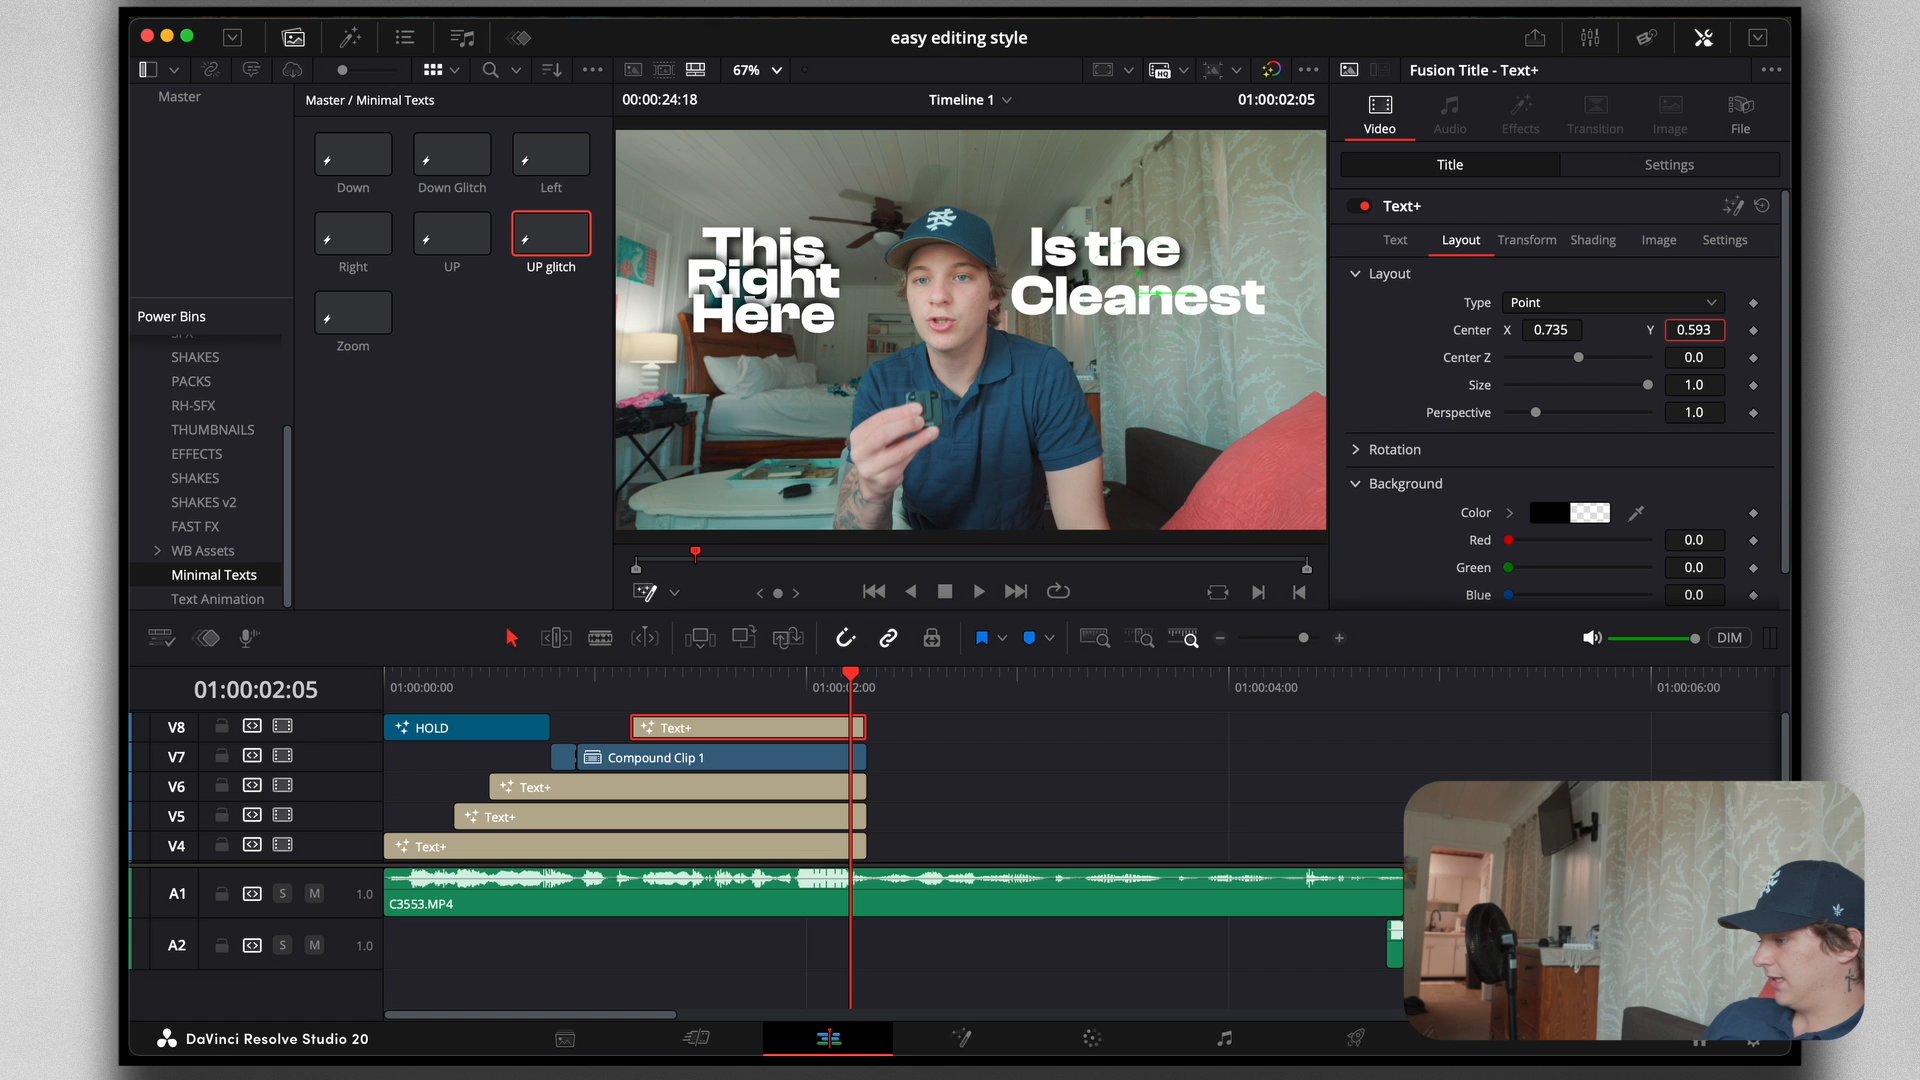 easy editing style
67%
HQ
Fusion Title - Text+
Master
Master / Minimal Texts
00:00:24:18
Timeline 1
01:00:02:05
Down
Down Glitch
Left
Right
UP
UP glitch
Zoom
Power Bins
SHAKES
PACKS
RH-SFX
THUMBNAILS
EFFECTS
SHAKES
SHAKES v2
FAST FX
WB Assets
Minimal Texts
Text Animation
This
Right
Here
Is the
Cleanest
Video
Audio
Effects
Transition
Image
File
Title
Settings
Text+
Text
Layout
Transform
Shading
Image
Settings
Layout
Type Point
Center X 0.735 Y 0.593
Center Z 0.0
Size 1.0
Perspective 1.0
Rotation
Background
Color
Red 0.0
Green 0.0
Blue 0.0
DIM
01:00:02:05
01:00:00:00
01:00:02:00
01:00:04:00
01:00:06:00
V8
HOLD
Text+
V7
Compound Clip 1
V6
Text+
V5
Text+
V4
Text+
A1
S
M
1.0
C3553.MP4
A2
S
M
1.0
DaVinci Resolve Studio 20